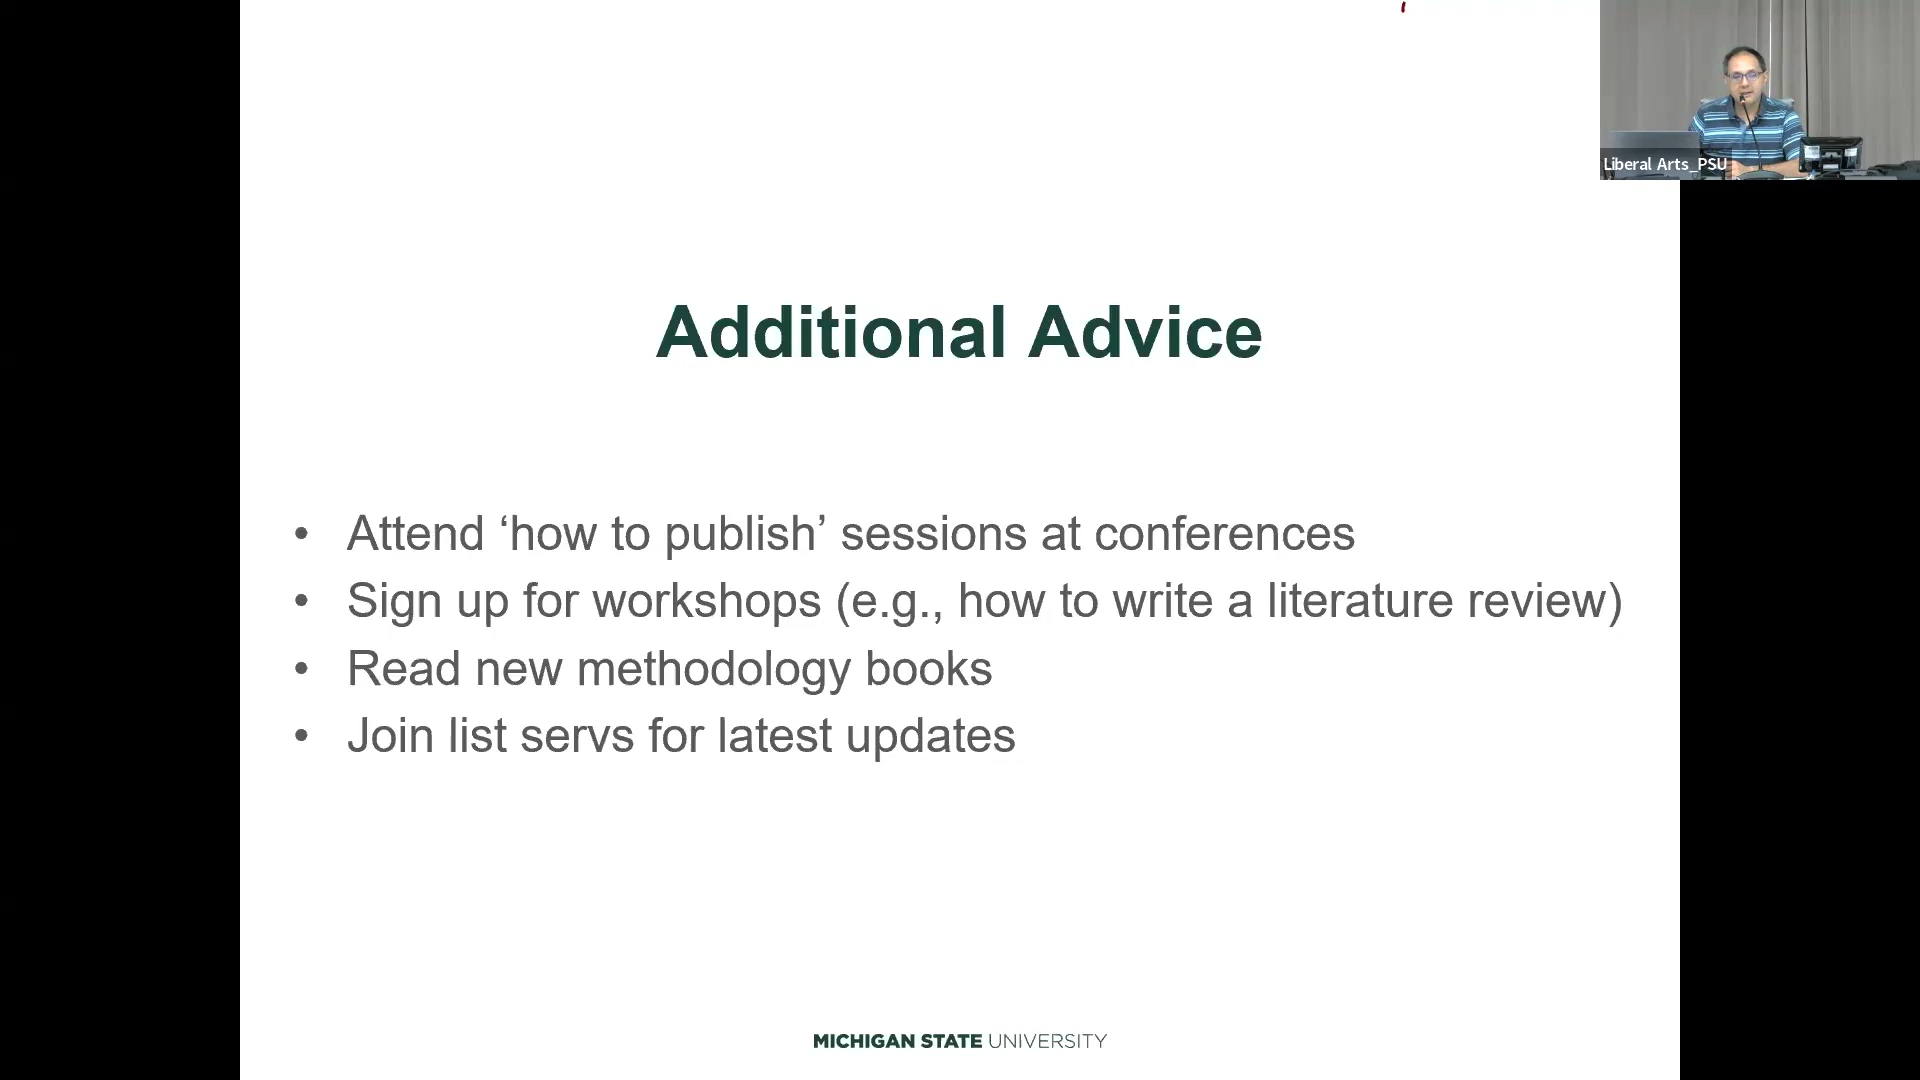 Liberal Arts_PSU
Additional Advice
• Attend ‘how to publish’ sessions at conferences
• Sign up for workshops (e.g., how to write a literature review)
• Read new methodology books
• Join list servs for latest updates
MICHIGAN STATE UNIVERSITY